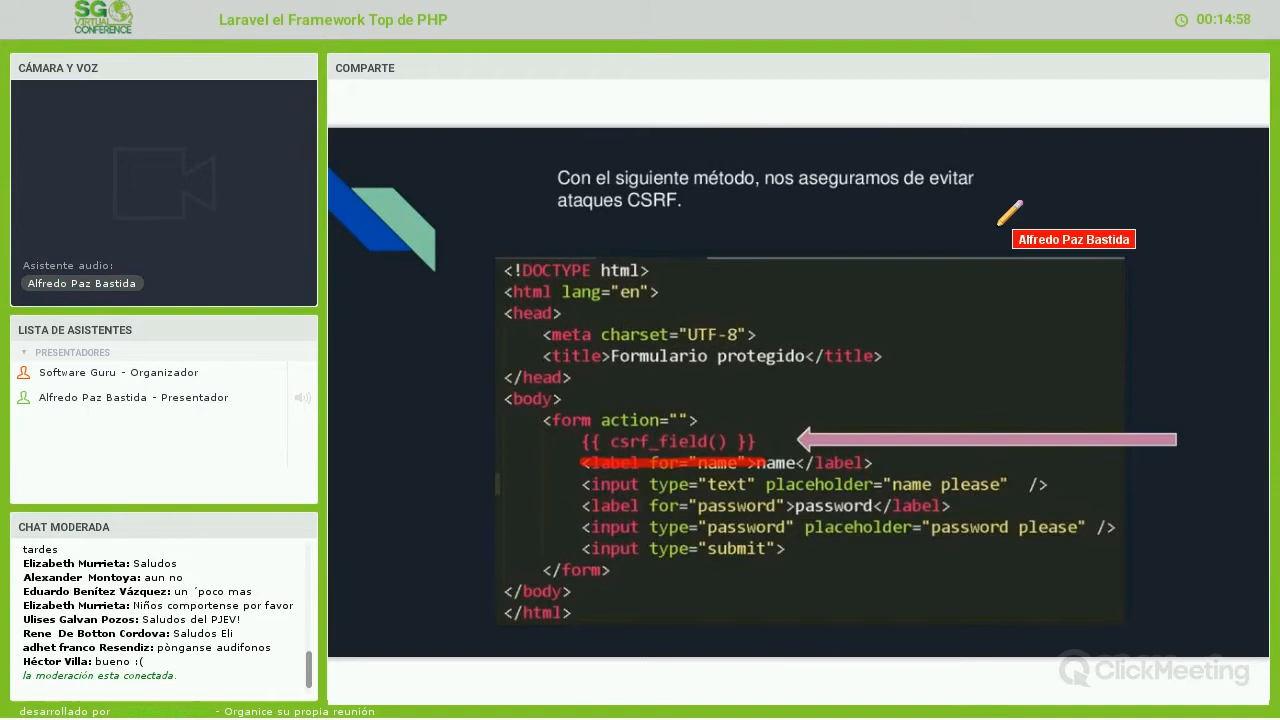 SG
VIRTUAL
CONFERENCE
Laravel el Framework Top de PHP
00:14:58
CÁMARA Y VOZ
Asistente audio:
Alfredo Paz Bastida
LISTA DE ASISTENTES
PRESENTADORES
Software Guru - Organizador
Alfredo Paz Bastida - Presentador
CHAT MODERADA
tardes
Elizabeth Murrieta: Saludos
Alexander Montoya: aun no
Eduardo Benítez Vázquez: un ´poco mas
Elizabeth Murrieta: Niños comportense por favor
Ulises Galvan Pozos: Saludos del PJEV!
Rene De Botton Cordova: Saludos Eli
adhet franco Resendiz: pònganse audifonos
Héctor Villa: bueno :(
la moderación esta conectada.
COMPARTE
Con el siguiente método, nos aseguramos de evitar
ataques CSRF.
Alfredo Paz Bastida
<!DOCTYPE html>
<html lang="en">
<head>
<meta charset="UTF-8">
<title>Formulario protegido</title>
</head>
<body>
<form action="">
{{ csrf_field() }}
<label for="name">name</label>
<input type="text" placeholder="name please" />
<label for="password">password</label>
<input type="password" placeholder="password please" />
<input type="submit">
</form>
</body>
</html>
ClickMeeting
desarrollado por - Organice su propia reunión